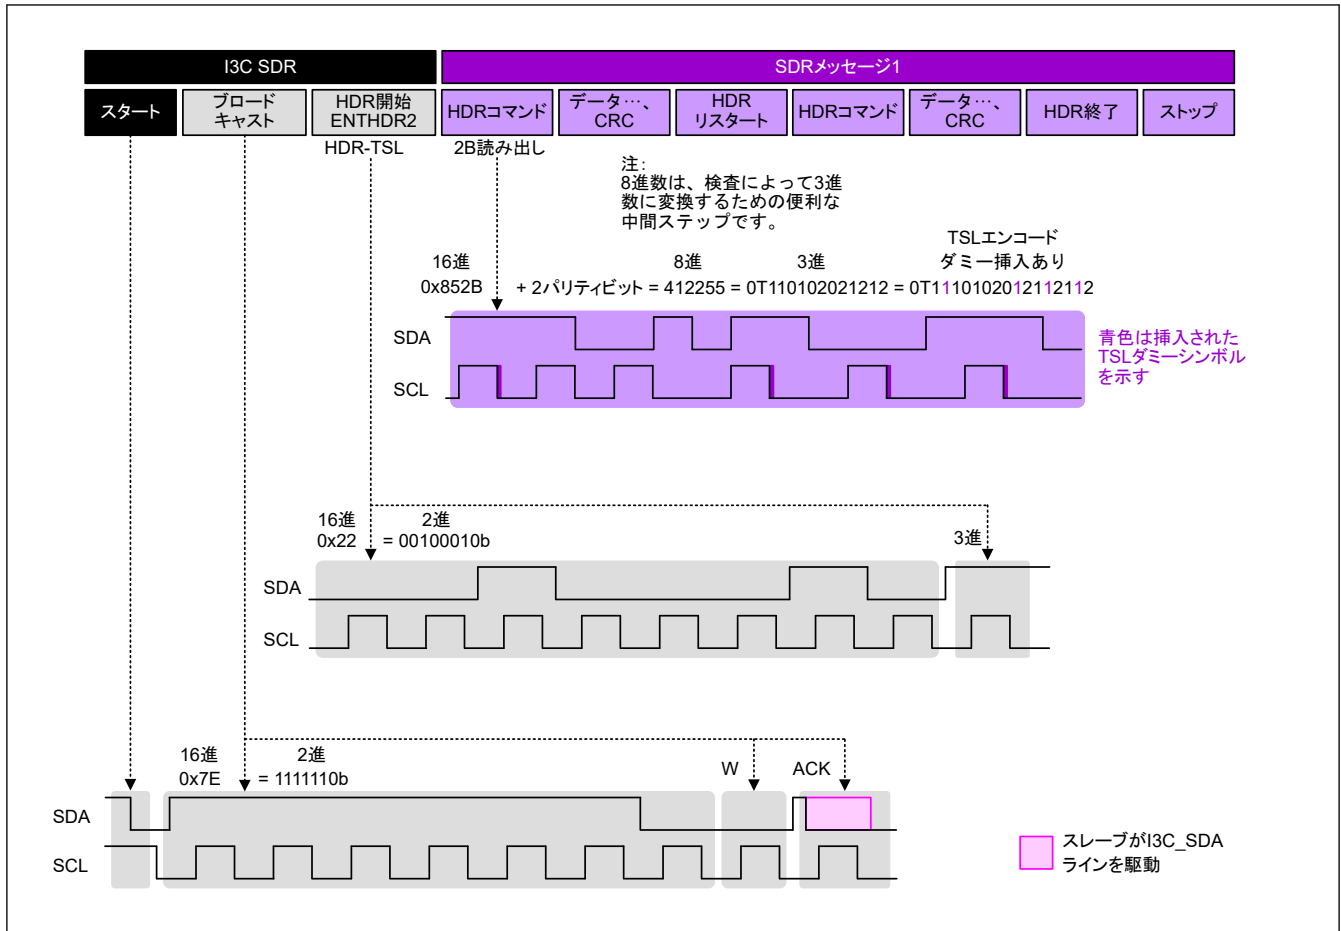 I3C SDR
SDRメッセージ1
スタート
ブロード
キャスト
HDR開始
ENTHDR2
HDRコマンド
データ…、
CRC
HDR
リスタート
HDRコマンド
データ…、
CRC
HDR終了
ストップ
HDR-TSL
2B読み出し
注:
8進数は、検査によって3進
数に変換するための便利な
中間ステップです。
TSLエンコード
ダミー挿入あり
16進
8進
3進
0x852B + 2パリティビット = 412255 = 0T110102021212 = 0T1110102012112112
SDA
SCL
青色は挿入された
TSLダミーシンボル
を示す
16進
2進
0x22 = 00100010b
3進
SDA
SCL
16進
2進
0x7E = 1111110b
W
ACK
SDA
SCL
スレーブがI3C_SDA
ラインを駆動